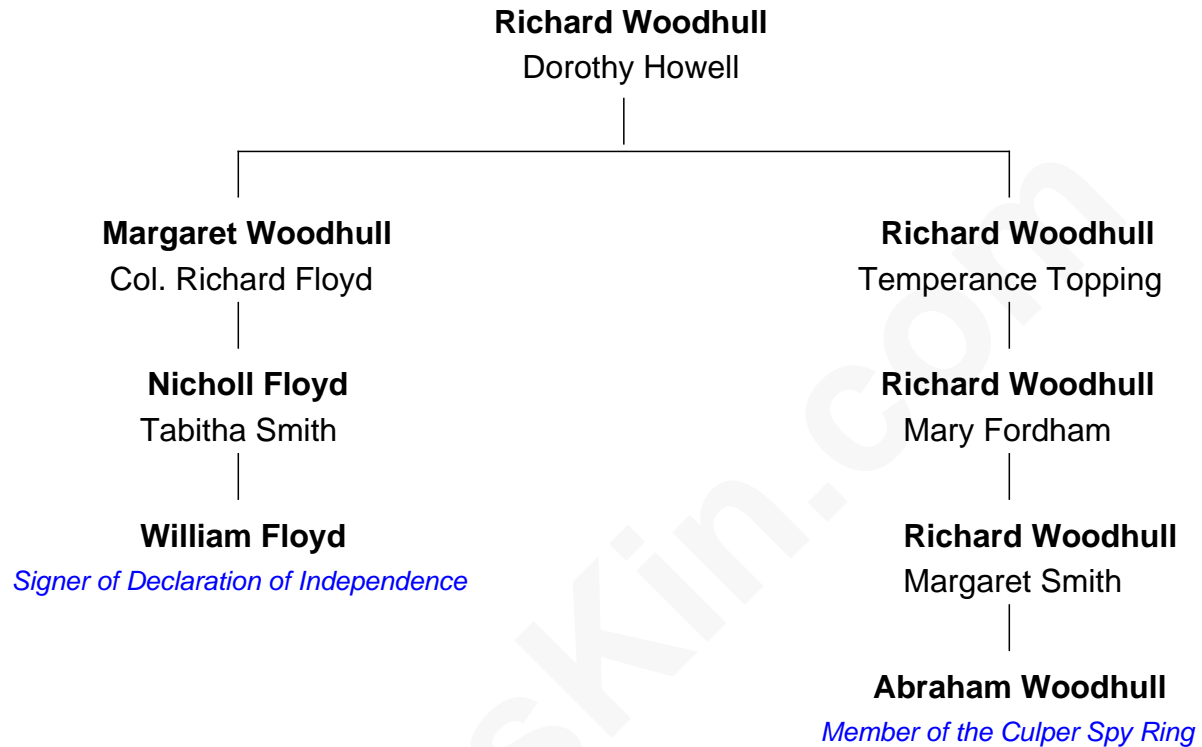 Richard Woodhull
Dorothy Howell
Margaret Woodhull
Col. Richard Floyd
Richard Woodhull
Temperance Topping
Nicholl Floyd
Tabitha Smith
Richard Woodhull
Mary Fordham
William Floyd
Signer of Declaration of Independence
Richard Woodhull
Margaret Smith
Abraham Woodhull
Member of the Culper Spy Ring
sKin.com